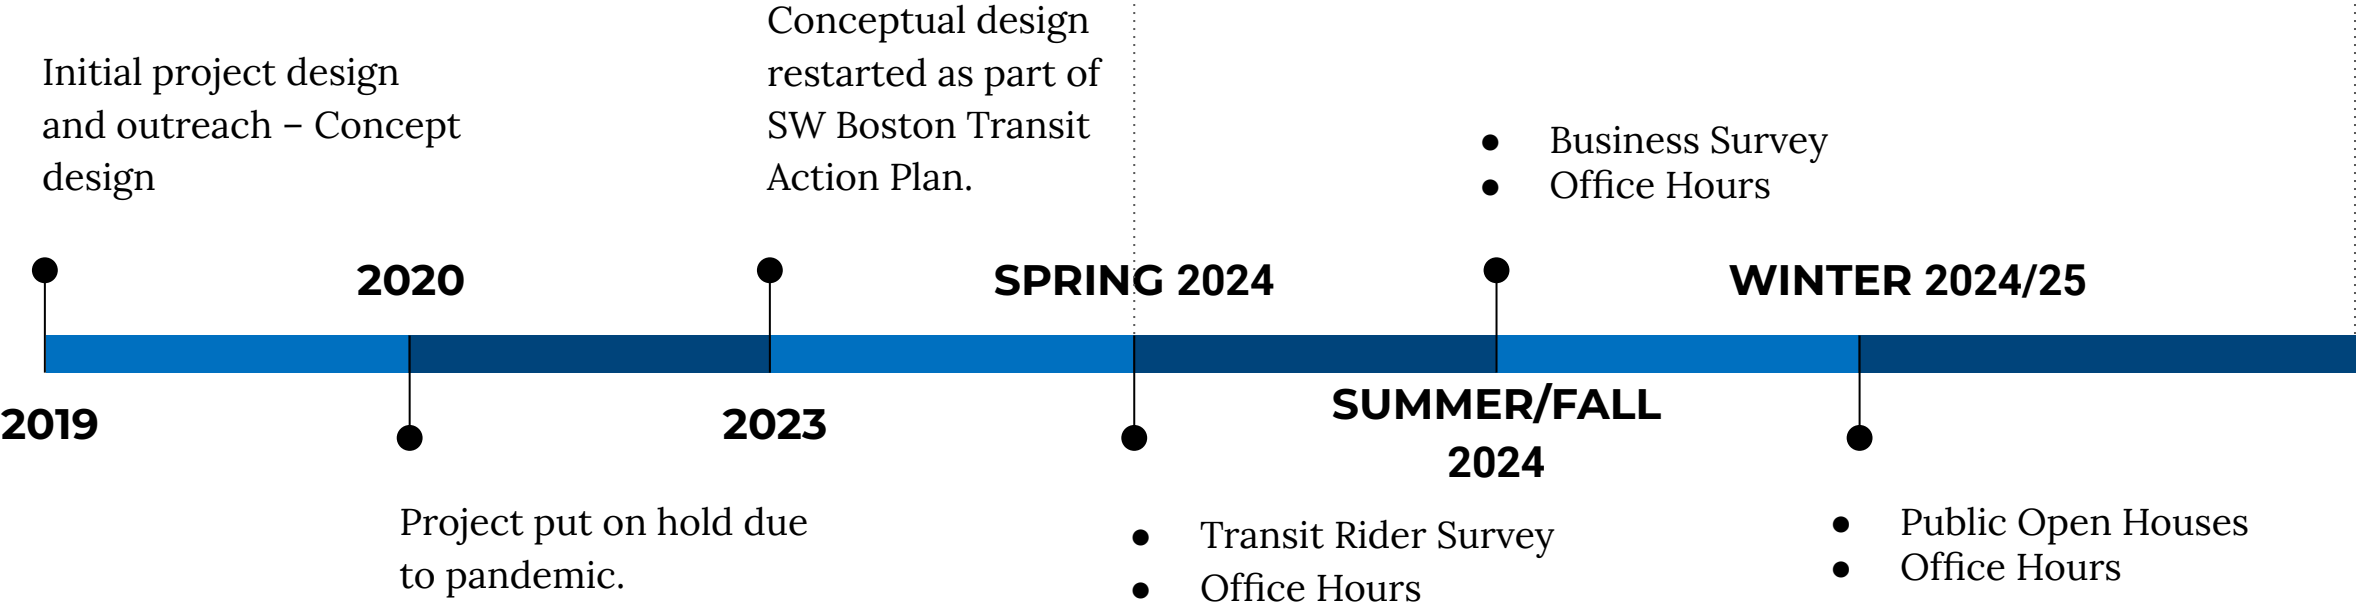 Initial project design
and outreach – Concept
design
2019
2020
Project put on hold due
to pandemic.
Conceptual design
restarted as part of
SW Boston Transit
Action Plan.
2023
SPRING 2024
● Transit Rider Survey
● Office Hours
● Business Survey
● Office Hours
SUMMER/FALL
2024
WINTER 2024/25
● Public Open Houses
● Office Hours